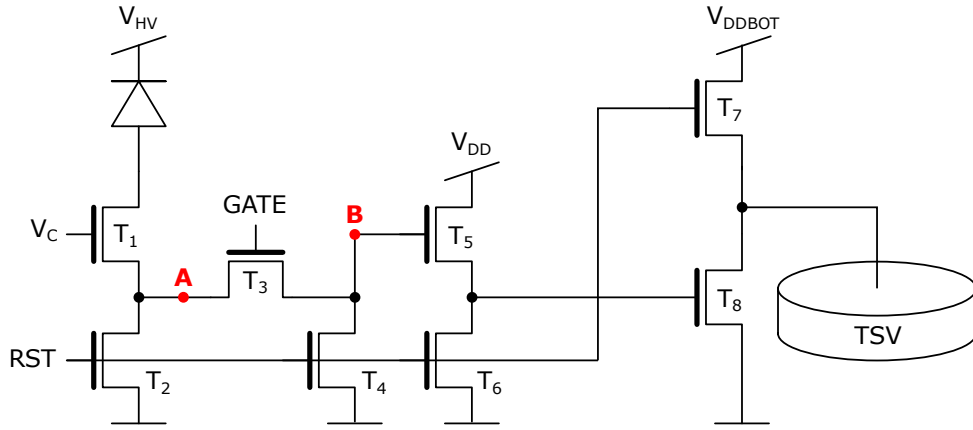 V_HV
V_DDBOT
T_7
V_DD
GATE
B
V_C
T_1
T_5
A
T_3
T_8
TSV
RST
T_2
T_4
T_6